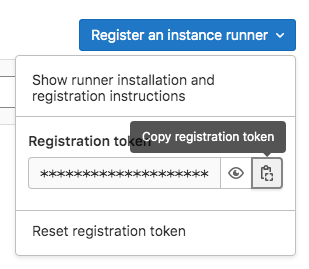 Register an instance runner
Show runner installation and
registration instructions
Copy registration token
Registration token
********************
Reset registration token